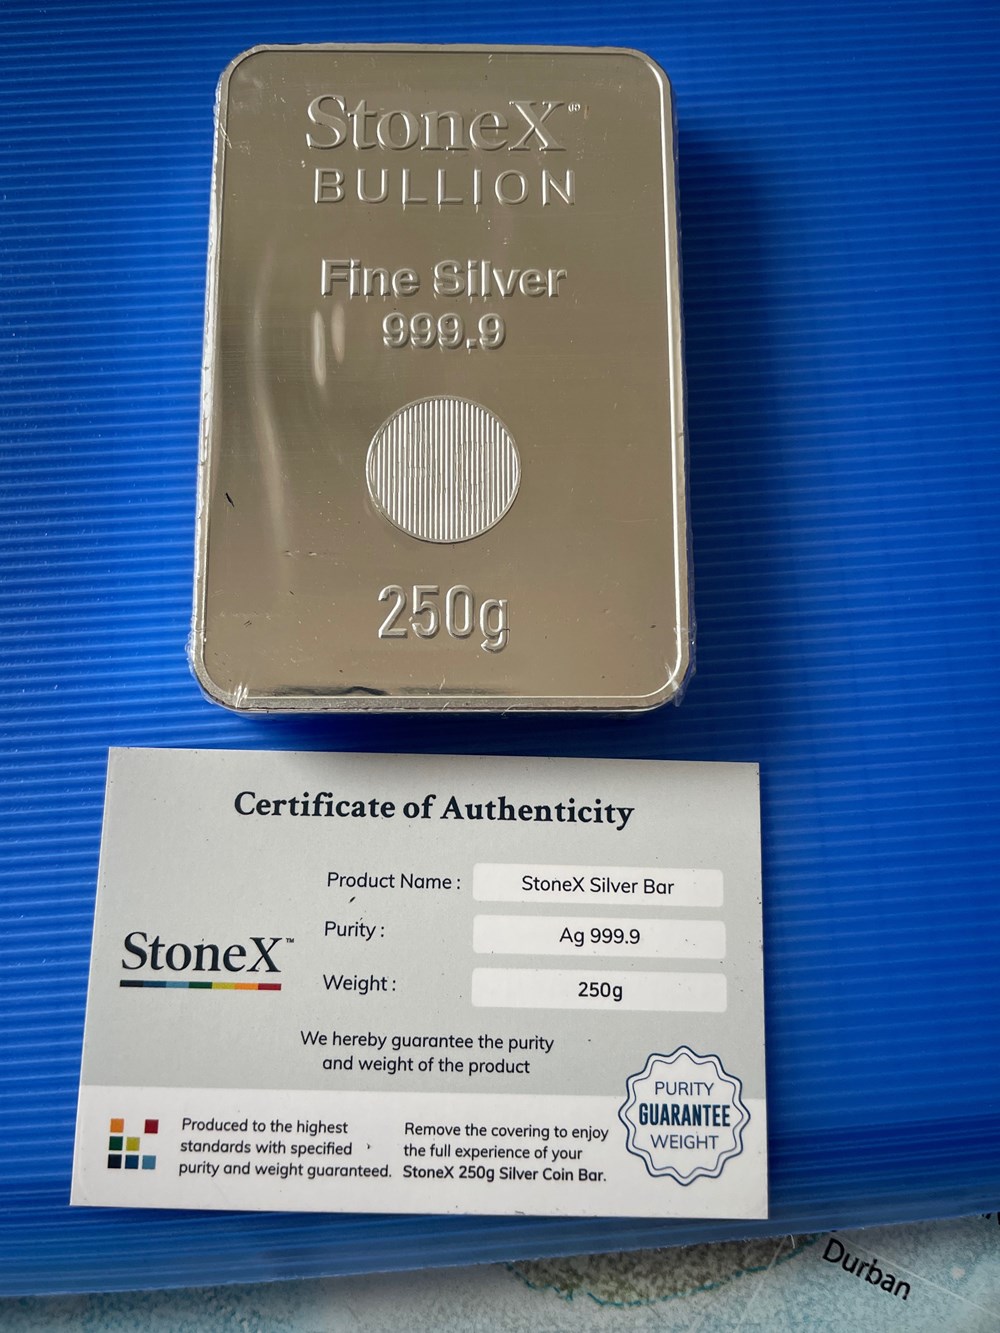 StoneX
BULLION
Fine Silver
999.9
250g
Certificate of Authenticity
Product Name : StoneX Silver Bar
Purity : Ag 999.9
Weight : 250g
StoneX™
We hereby guarantee the purity
and weight of the product
Produced to the highest
standards with specified
purity and weight guaranteed.
Remove the covering to enjoy
the full experience of your
StoneX 250g Silver Coin Bar.
PURITY
GUARANTEE
WEIGHT
Durban